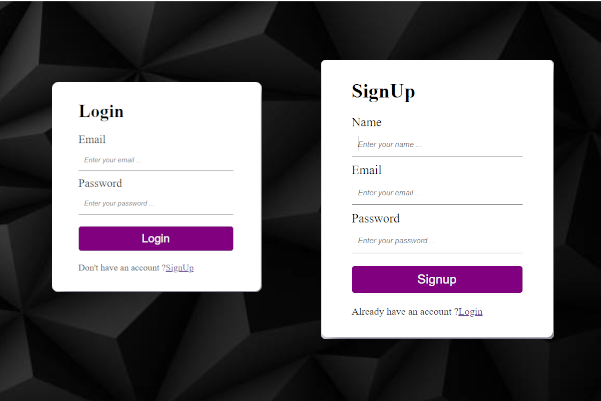 Login
Email
Enter your email ...
Password
Enter your password ...
Login
Don't have an account ?SignUp
SignUp
Name
Enter your name ...
Email
Enter your email
Password
Enter your password ...
Signup
Already have an account ?Login